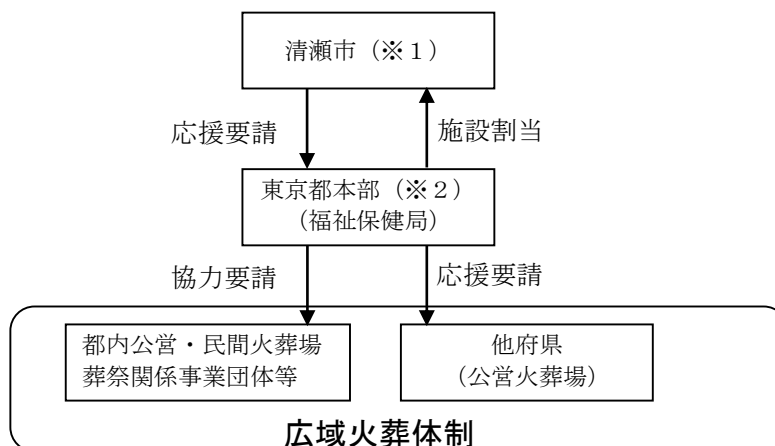 清瀬市（※１）
応援要請
施設割当
東京都本部（※２）
（福祉保健局）
協力要請
応援要請
都内公営・民間火葬場
葬祭関係事業団体等
他府県
（公営火葬場）
広域火葬体制